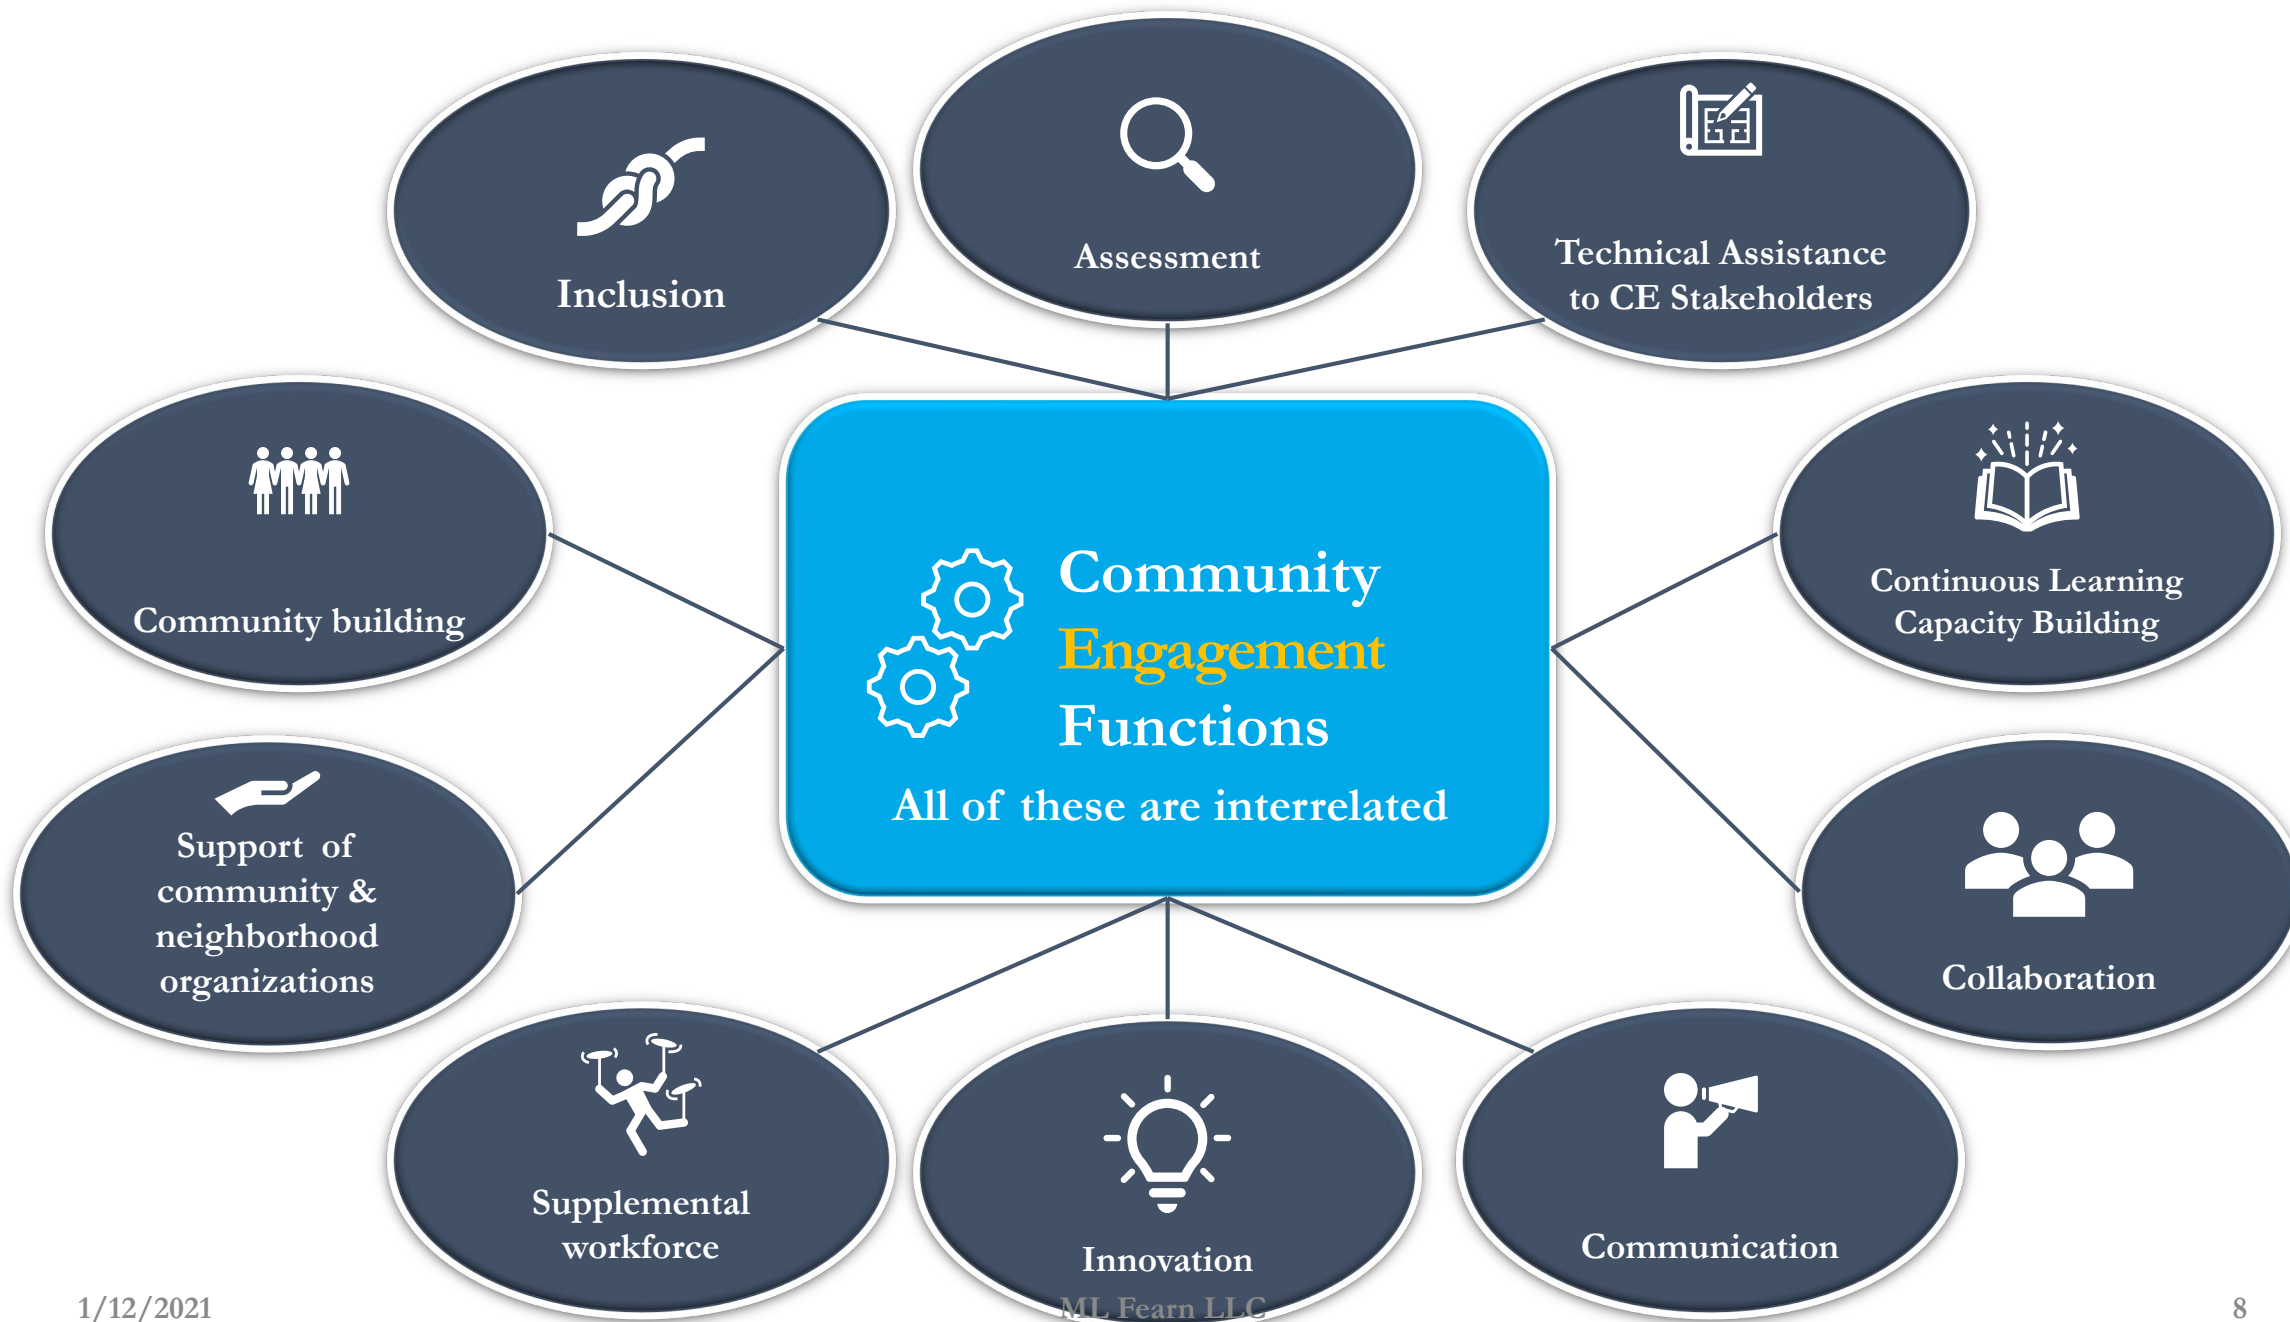 Inclusion
Assessment
Technical Assistance
to CE Stakeholders
Community building
Continuous Learning
Capacity Building
Community
Engagement
Functions
All of these are interrelated
Support of
community &
neighborhood
organizations
Collaboration
Supplemental
workforce
Innovation
Communication
1/12/2021
ML Fearn LLC
8